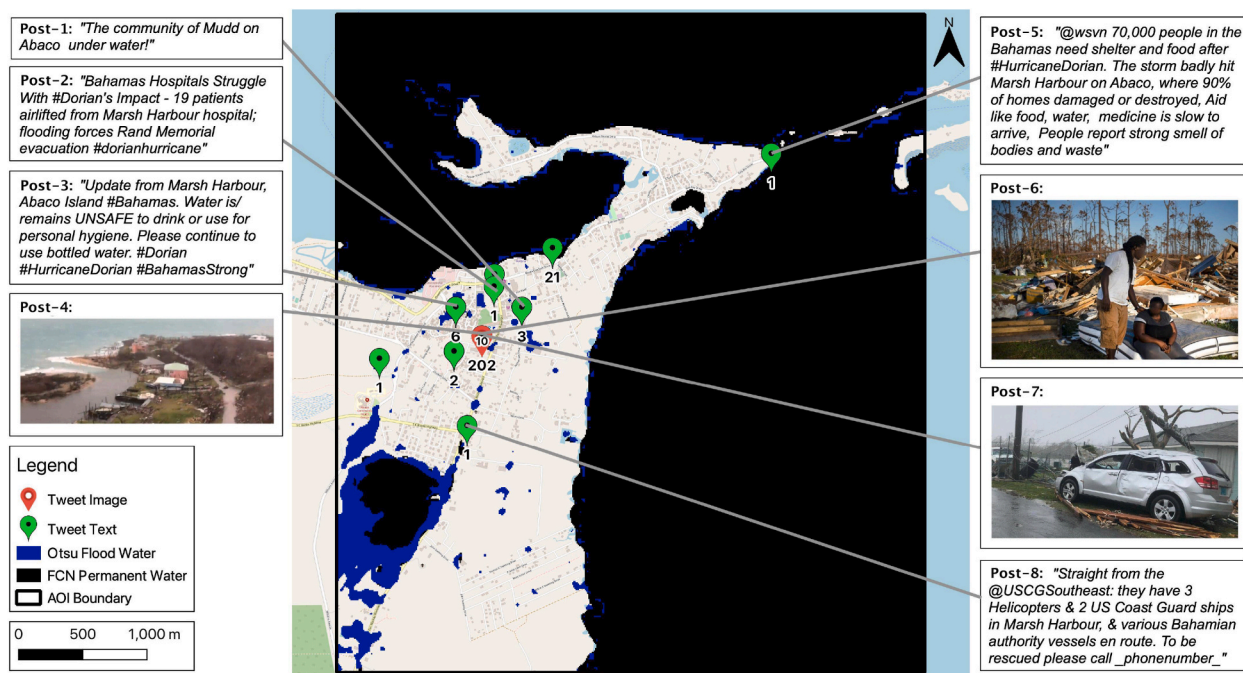 Post-1: "The community of Mudd on
Abaco under water!"
Post-2: "Bahamas Hospitals Struggle
With #Dorian's Impact - 19 patients
airlifted from Marsh Harbour hospital;
flooding forces Rand Memorial
evacuation #dorianhurricane"
Post-3: "Update from Marsh Harbour,
Abaco Island #Bahamas. Water is/
remains UNSAFE to drink or use for
personal hygiene. Please continue to
use bottled water. #Dorian
#HurricaneDorian #BahamasStrong"
Post-4:
Legend
Tweet Image
Tweet Text
Otsu Flood Water
FCN Permanent Water
AOI Boundary
0 500 1,000 m
N
1
21
1
6
3
10
202
2
1
1
Post-5: "@wsvn 70,000 people in the
Bahamas need shelter and food after
#HurricaneDorian. The storm badly hit
Marsh Harbour on Abaco, where 90%
of homes damaged or destroyed, Aid
like food, water, medicine is slow to
arrive, People report strong smell of
bodies and waste"
Post-6:
Post-7:
Post-8: "Straight from the
@USCGSoutheast: they have 3
Helicopters & 2 US Coast Guard ships
in Marsh Harbour, & various Bahamian
authority vessels en route. To be
rescued please call _phonenumber_"